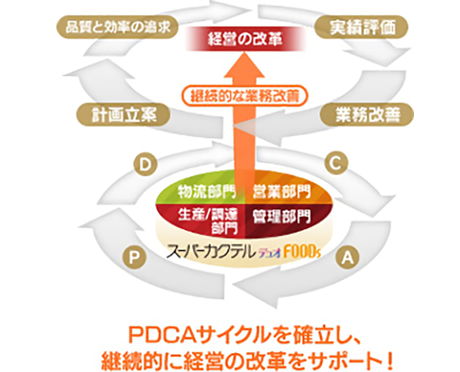 品質と効率の追求
経営の改革
実績評価
継続的な業務改善
計画立案
業務改善
D
C
物流部門
営業部門
生産/調達
部門
管理部門
スーパーカクテル デュオ FOODs
P
A
PDCAサイクルを確立し、
継続的に経営の改革をサポート!